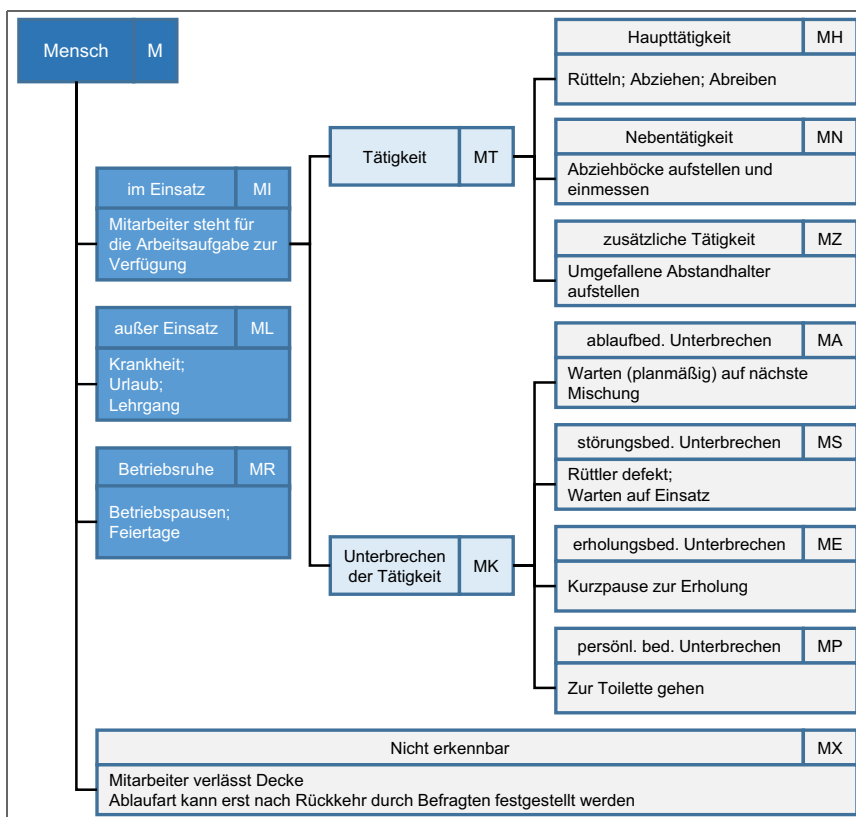 Mensch M
im Einsatz MI
Mitarbeiter steht für
die Arbeitsaufgabe zur
Verfügung
außer Einsatz ML
Krankheit;
Urlaub;
Lehrgang
Betriebsruhe MR
Betriebspausen;
Feiertage
Tätigkeit MT
Unterbrechen
der Tätigkeit MK
Haupttätigkeit MH
Rütteln; Abziehen; Abreiben
Nebentätigkeit MN
Abziehböcke aufstellen und
einmessen
zusätzliche Tätigkeit MZ
Umgefallene Abstandhalter
aufstellen
ablaufbed. Unterbrechen MA
Warten (planmäßig) auf nächste
Mischung
störungsbed. Unterbrechen MS
Rüttler defekt;
Warten auf Einsatz
erholungsbed. Unterbrechen ME
Kurzpause zur Erholung
persönl. bed. Unterbrechen MP
Zur Toilette gehen
Nicht erkennbar MX
Mitarbeiter verlässt Decke
Ablaufart kann erst nach Rückkehr durch Befragten festgestellt werden